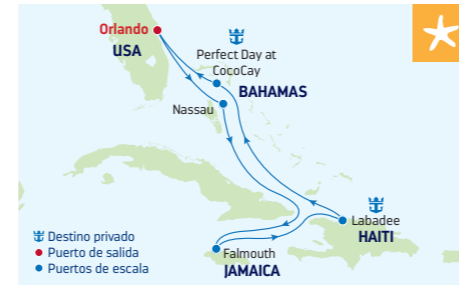 Orlando
USA
Perfect Day at
CocoCay
BAHAMAS
Nassau
Labadee
HAITI
Falmouth
JAMAICA
Destino privado
Puerto de salida
Puertos de escala